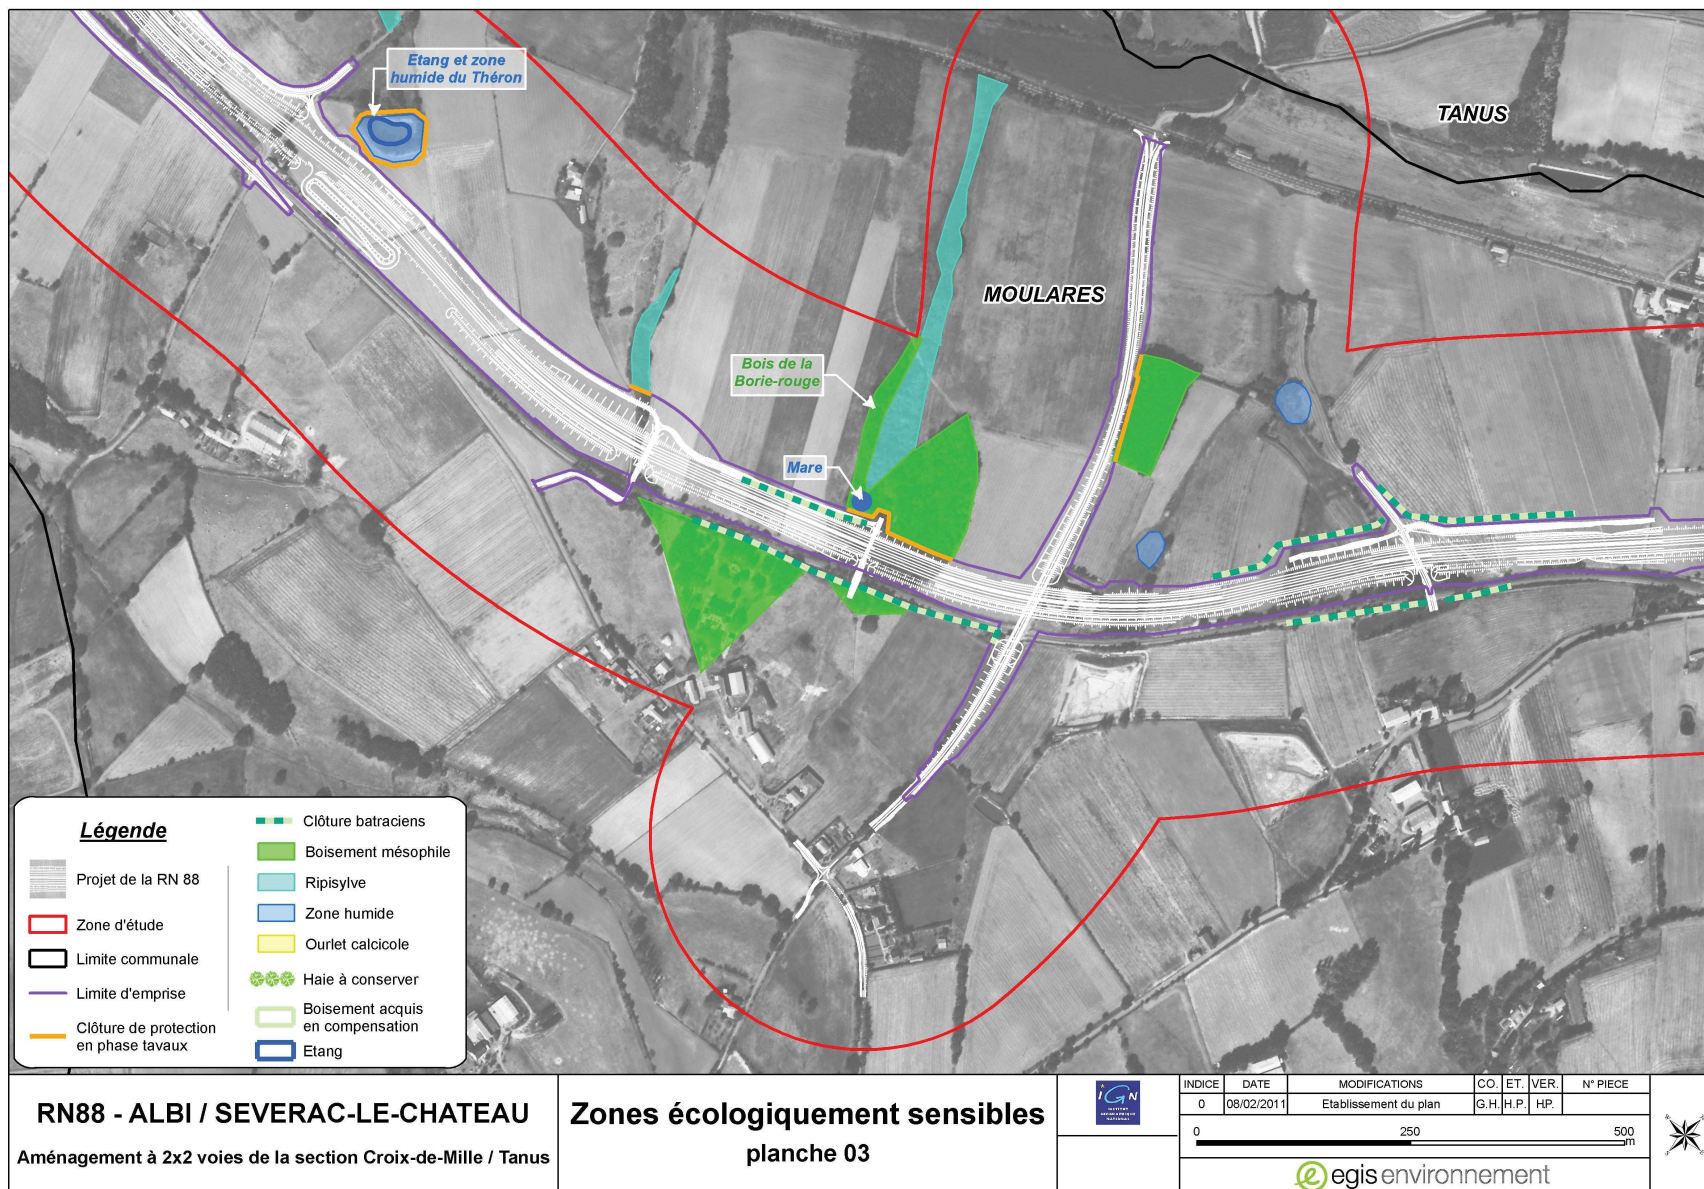 Etang et zone
humide du Théron
TANUS
MOULARES
Bois de la
Borie-rouge
Mare
Légende
Projet de la RN 88
Zone d'étude
Limite communale
Limite d'emprise
Clôture de protection
en phase tavaux
Clôture batraciens
Boisement mésophile
Ripisylve
Zone humide
Ourlet calcicole
Haie à conserver
Boisement acquis
en compensation
Etang
RN88 - ALBI / SEVERAC-LE-CHATEAU
Aménagement à 2x2 voies de la section Croix-de-Mille / Tanus
Zones écologiquement sensibles
planche 03
IGN
INSTITUT
GEOGRAPHIQUE
NATIONAL
INDICE DATE MODIFICATIONS CO. ET. VER. N° PIECE
0 08/02/2011 Etablissement du plan G.H. H.P. HP.
0 250 500
m
egis environnement